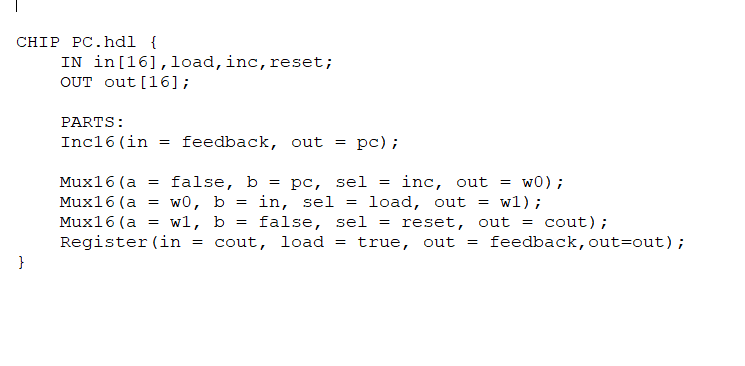 CHIP PC.hdl {
IN in[16],load,inc,reset;
OUT out[16];
PARTS:
Inc16(in = feedback, out = pc);
Mux16(a = false, b = pc, sel = inc, out = w0);
Mux16(a = w0, b = in, sel = load, out = w1);
Mux16(a = w1, b = false, sel = reset, out = cout);
Register(in = cout, load = true, out = feedback,out=out);
}